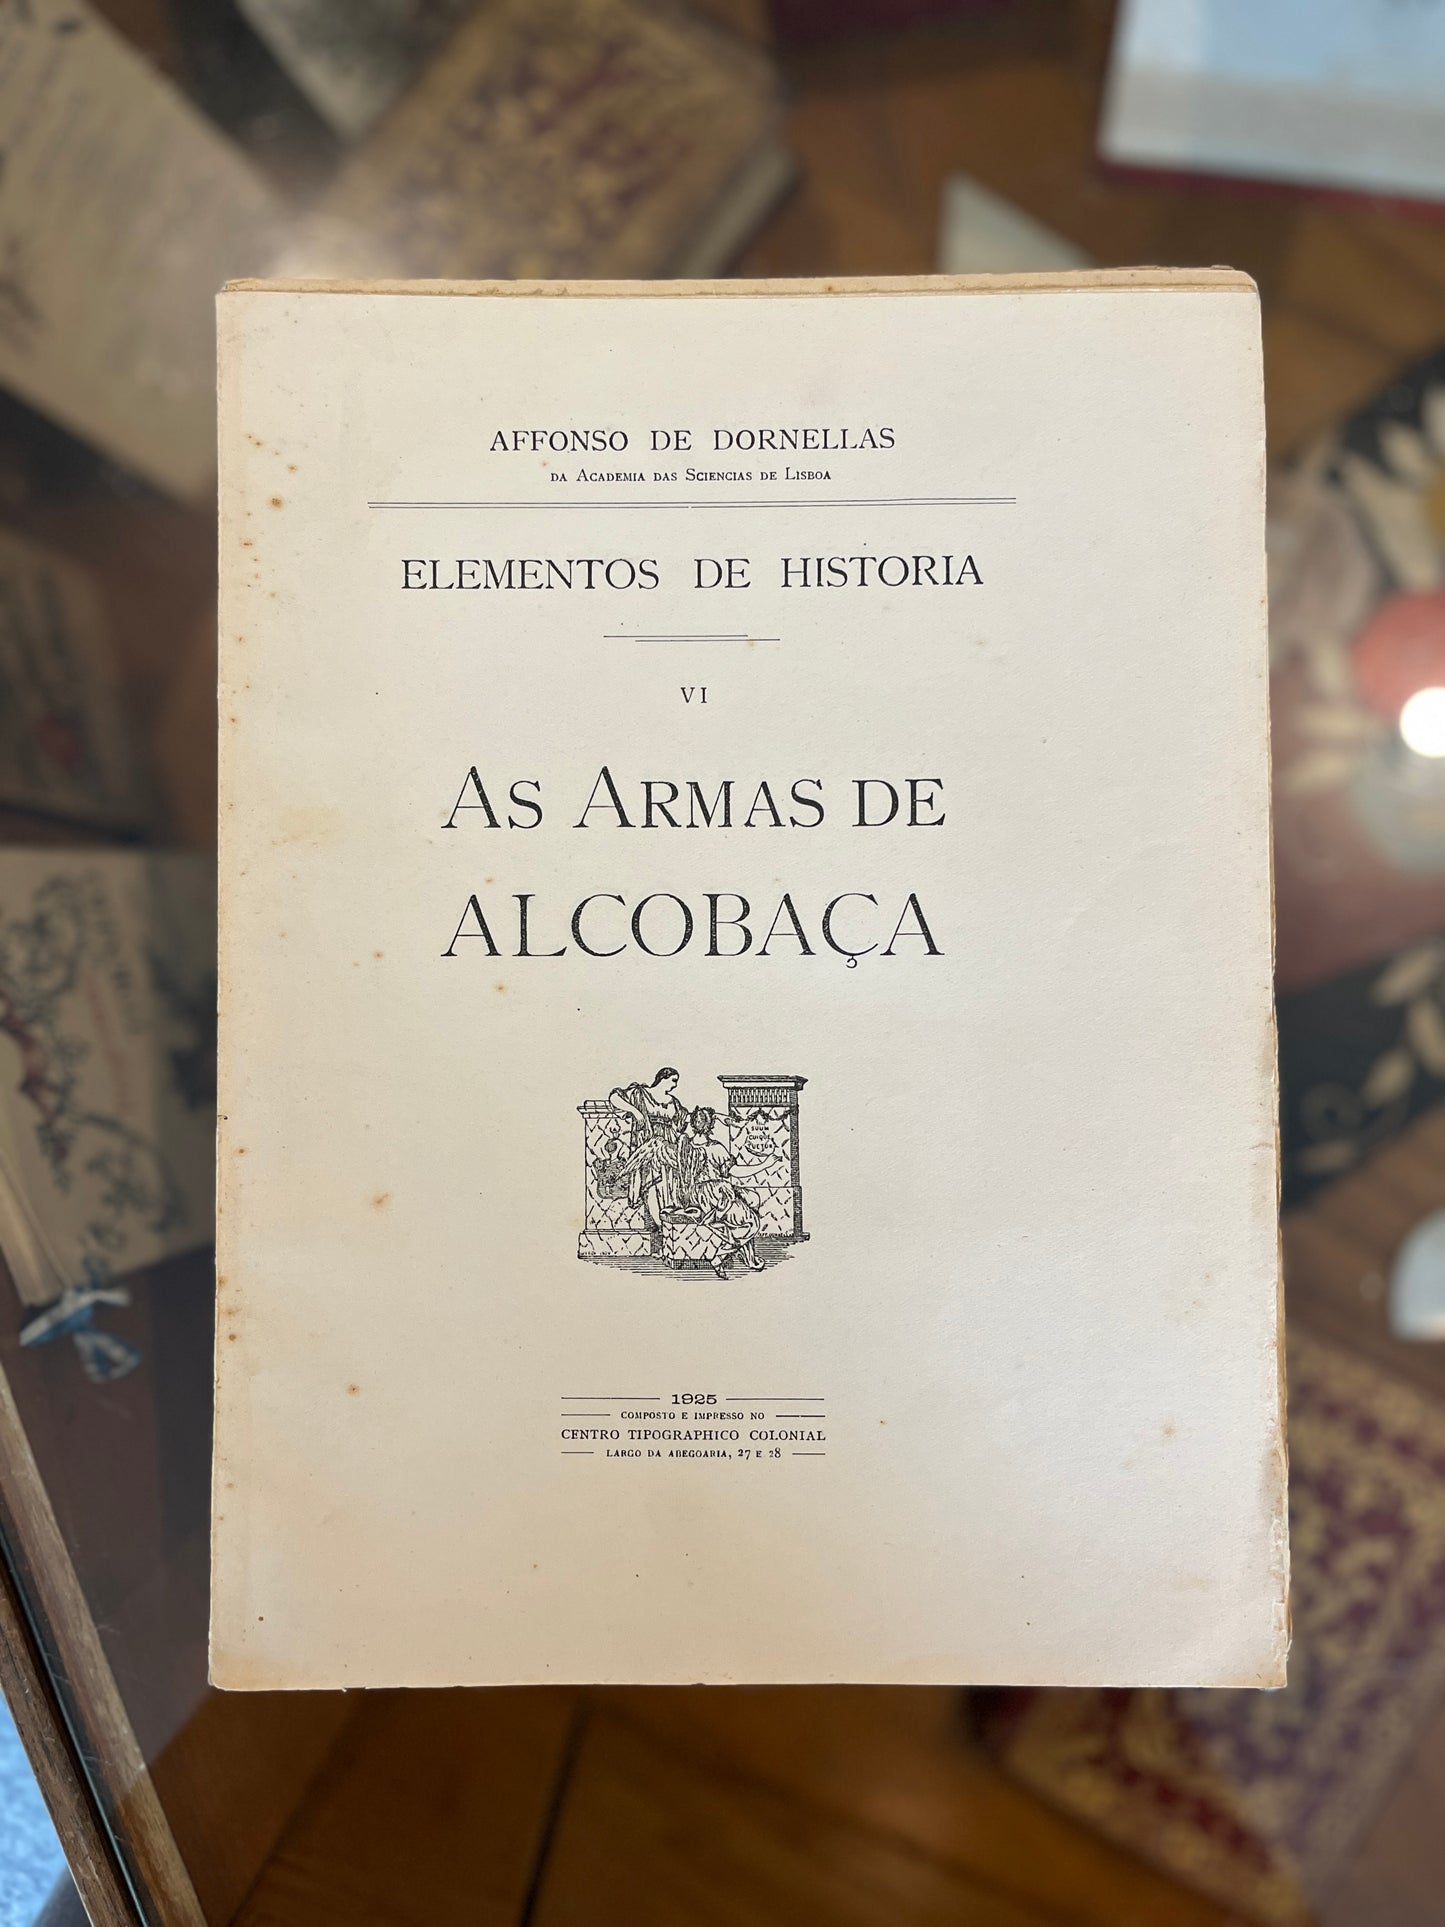 AFFONSO DE DORNELLAS
DA ACADEMIA DAS SCIENCIAS DE LISBOA
ELEMENTOS DE HISTORIA
VI
AS ARMAS DE
ALCOBAÇA
SUUM
CUIQUE
1925
COMPOSTO E IMPRESSO NO
CENTRO TIPOGRAPHICO COLONIAL
LARGO DA ABEGOARIA, 27 E 28